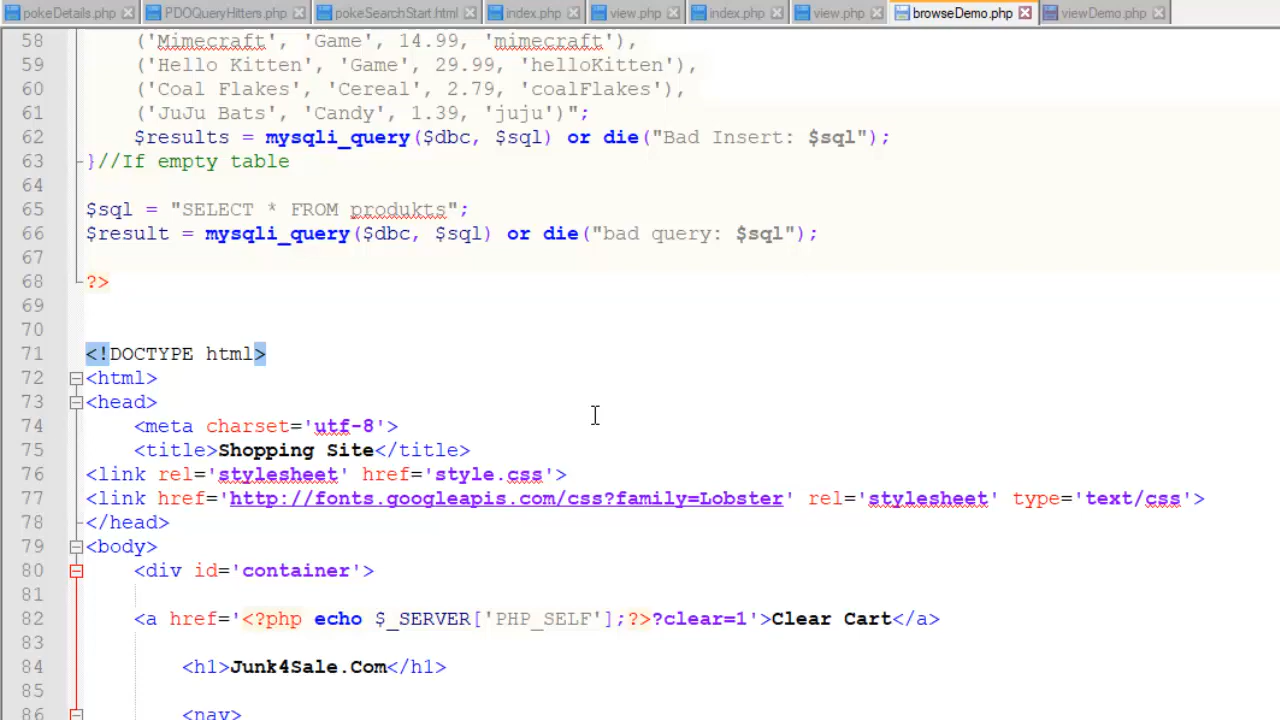 pokeDetails.php PDOQueryHitters.php pokeSearchStart.html index.php view.php index.php view.php browseDemo.php viewDemo.php
58 ('Mimecraft', 'Game', 14.99, 'mimecraft'),
59 ('Hello Kitten', 'Game', 29.99, 'helloKitten'),
60 ('Coal Flakes', 'Cereal', 2.79, 'coalFlakes'),
61 ('JuJu Bats', 'Candy', 1.39, 'juju')";
62 $results = mysqli_query($dbc, $sql) or die("Bad Insert: $sql");
63 }//If empty table
64
65 $sql = "SELECT * FROM produkts";
66 $result = mysqli_query($dbc, $sql) or die("bad query: $sql");
67
68 ?>
69
70
71 <!DOCTYPE html>
72 <html>
73 <head>
74 <meta charset='utf-8'>
75 <title>Shopping Site</title>
76 <link rel='stylesheet' href='style.css'>
77 <link href='http://fonts.googleapis.com/css?family=Lobster' rel='stylesheet' type='text/css'>
78 </head>
79 <body>
80 <div id='container'>
81
82 <a href='<?php echo $_SERVER['PHP_SELF'];?>?clear=1'>Clear Cart</a>
83
84 <h1>Junk4Sale.Com</h1>
85
86 <nav>